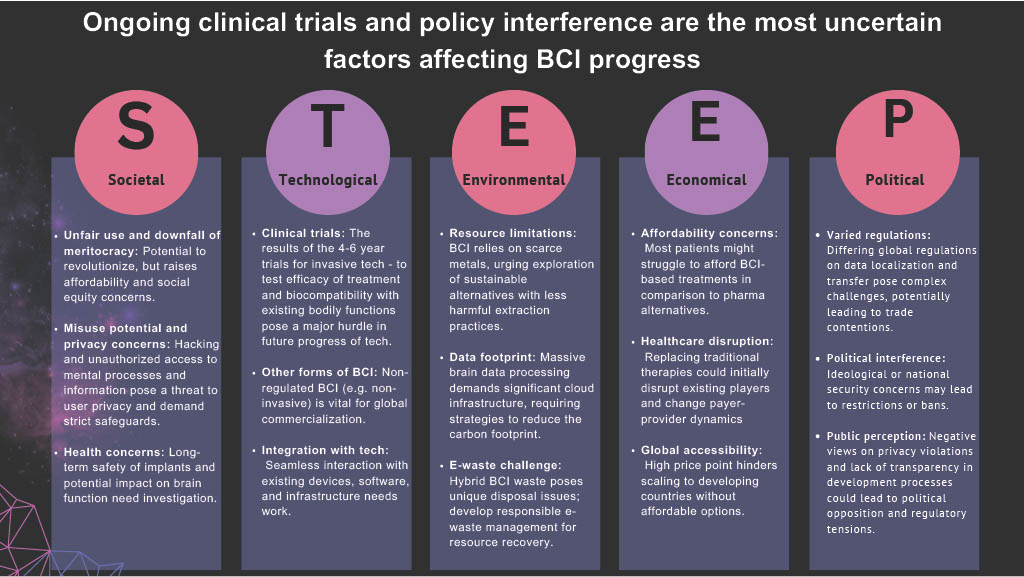 Ongoing clinical trials and policy interference are the most uncertain
factors affecting BCI progress
S
Societal
• Unfair use and downfall of
meritocracy: Potential to
revolutionize, but raises
affordability and social
equity concerns.
• Misuse potential and
privacy concerns: Hacking
and unauthorized access to
mental processes and
information pose a threat to
user privacy and demand
strict safeguards.
• Health concerns: Long-
term safety of implants and
potential impact on brain
function need investigation.
T
Technological
• Clinical trials: The
results of the 4-6 year
trials for invasive tech - to
test efficacy of treatment
and biocompatibility with
existing bodily functions
pose a major hurdle in
future progress of tech.
• Other forms of BCI: Non-
regulated BCI (e.g. non-
invasive) is vital for global
commercialization.
• Integration with tech:
Seamless interaction with
existing devices, software,
and infrastructure needs
work.
E
Environmental
• Resource limitations:
BCI relies on scarce
metals, urging exploration
of sustainable
alternatives with less
harmful extraction
practices.
• Data footprint: Massive
brain data processing
demands significant cloud
infrastructure, requiring
strategies to reduce the
carbon footprint.
• E-waste challenge:
Hybrid BCI waste poses
unique disposal issues;
develop responsible e-
waste management for
resource recovery.
E
Economical
• Affordability concerns:
Most patients might
struggle to afford BCI-
based treatments in
comparison to pharma
alternatives.
• Healthcare disruption:
Replacing traditional
therapies could initially
disrupt existing players
and change payer-
provider dynamics
• Global accessibility:
High price point hinders
scaling to developing
countries without
affordable options.
P
Political
• Varied regulations:
Differing global regulations
on data localization and
transfer pose complex
challenges, potentially
leading to trade
contentions.
• Political interference:
Ideological or national
security concerns may lead
to restrictions or bans.
• Public perception: Negative
views on privacy violations
and lack of transparency in
development processes
could lead to political
opposition and regulatory
tensions.